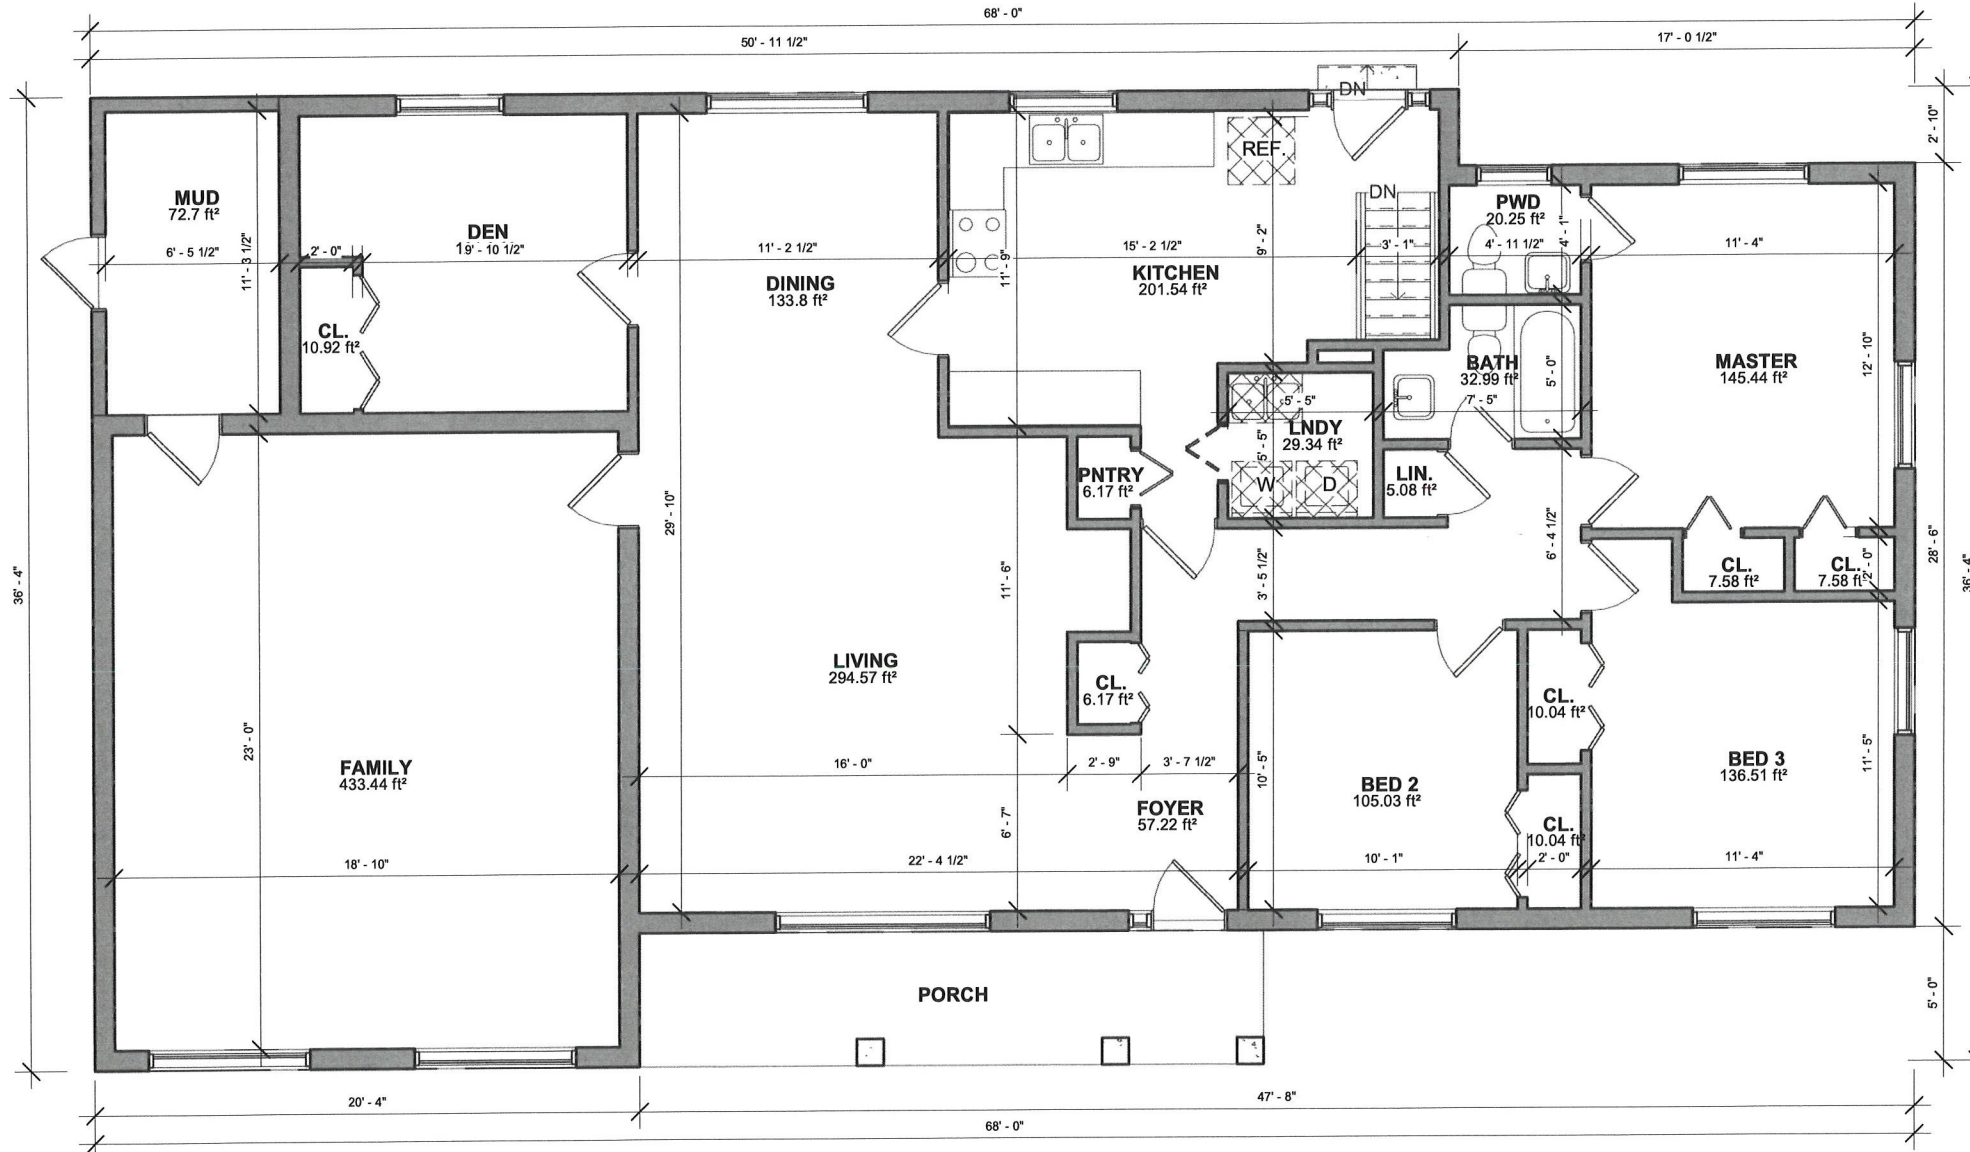 68' - 0"
50' - 11 1/2"
17' - 0 1/2"
DN
2' - 10"
REF.
MUD
72.7 ft²
6' - 5 1/2"
11' - 3 1/2"
DEN
19' - 10 1/2"
2' - 0"
CL.
10.92 ft²
11' - 2 1/2"
DINING
133.8 ft²
11' - 9"
15' - 2 1/2"
KITCHEN
201.54 ft²
9' - 2"
DN
3' - 1"
PWD
20.25 ft²
4' - 11 1/2"
4' - 1"
11' - 4"
BATH
32.99 ft²
5' - 0"
7' - 5"
MASTER
145.44 ft²
12' - 10"
5' - 5"
LNDY
29.34 ft²
5' - 5"
W
D
PNTRY
6.17 ft²
LIN.
5.08 ft²
29' - 10"
11' - 6"
3' - 5 1/2"
6' - 4 1/2"
CL.
7.58 ft²
CL.
7.58 ft²
2' - 0"
28' - 6"
36' - 4"
36' - 4"
LIVING
294.57 ft²
CL.
6.17 ft²
CL.
10.04 ft²
23' - 0"
FAMILY
433.44 ft²
16' - 0"
2' - 9"
3' - 7 1/2"
10' - 5"
BED 2
105.03 ft²
BED 3
136.51 ft²
11' - 5"
FOYER
57.22 ft²
6' - 7"
CL.
10.04 ft²
18' - 10"
22' - 4 1/2"
10' - 1"
2' - 0"
11' - 4"
PORCH
5' - 0"
20' - 4"
47' - 8"
68' - 0"